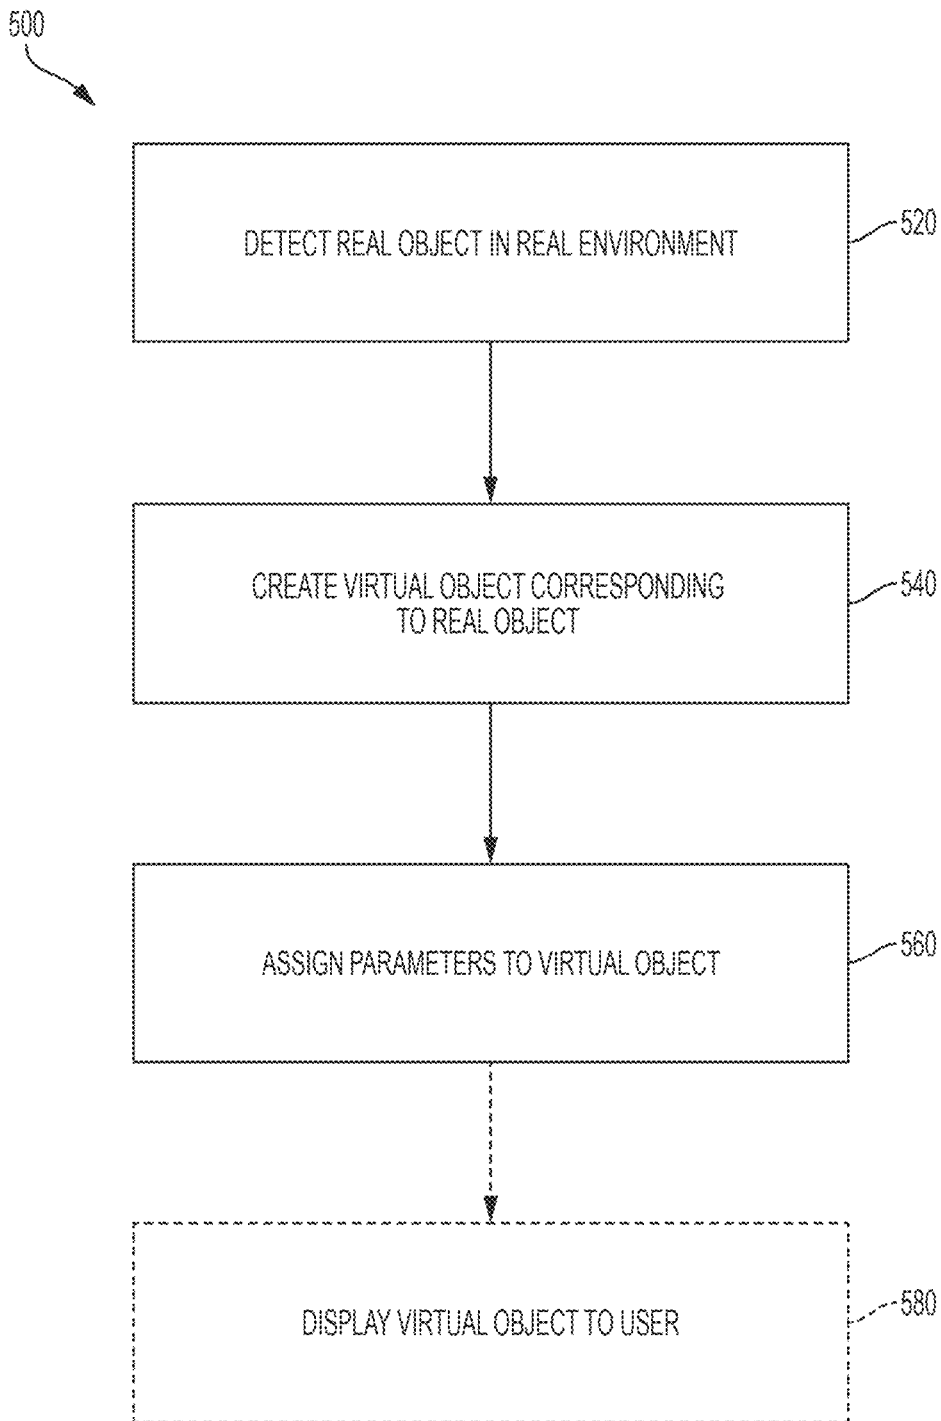 500
DETECT REAL OBJECT IN REAL ENVIRONMENT
520
CREATE VIRTUAL OBJECT CORRESPONDING
TO REAL OBJECT
540
ASSIGN PARAMETERS TO VIRTUAL OBJECT
560
DISPLAY VIRTUAL OBJECT TO USER
580